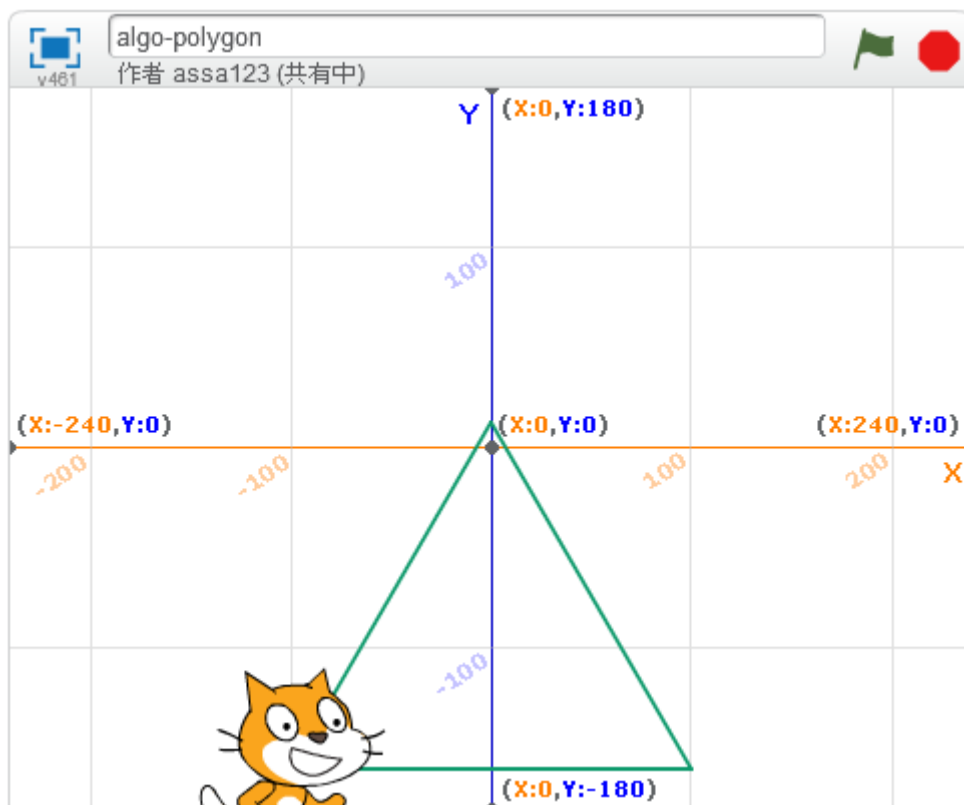 algo-polygon
v461
作者 assa123 (共有中)
Y
(X:0,Y:180)
100
(X:-240,Y:0)
(X:0,Y:0)
(X:240,Y:0)
-200
-100
100
200
X
-100
(X:0,Y:-180)